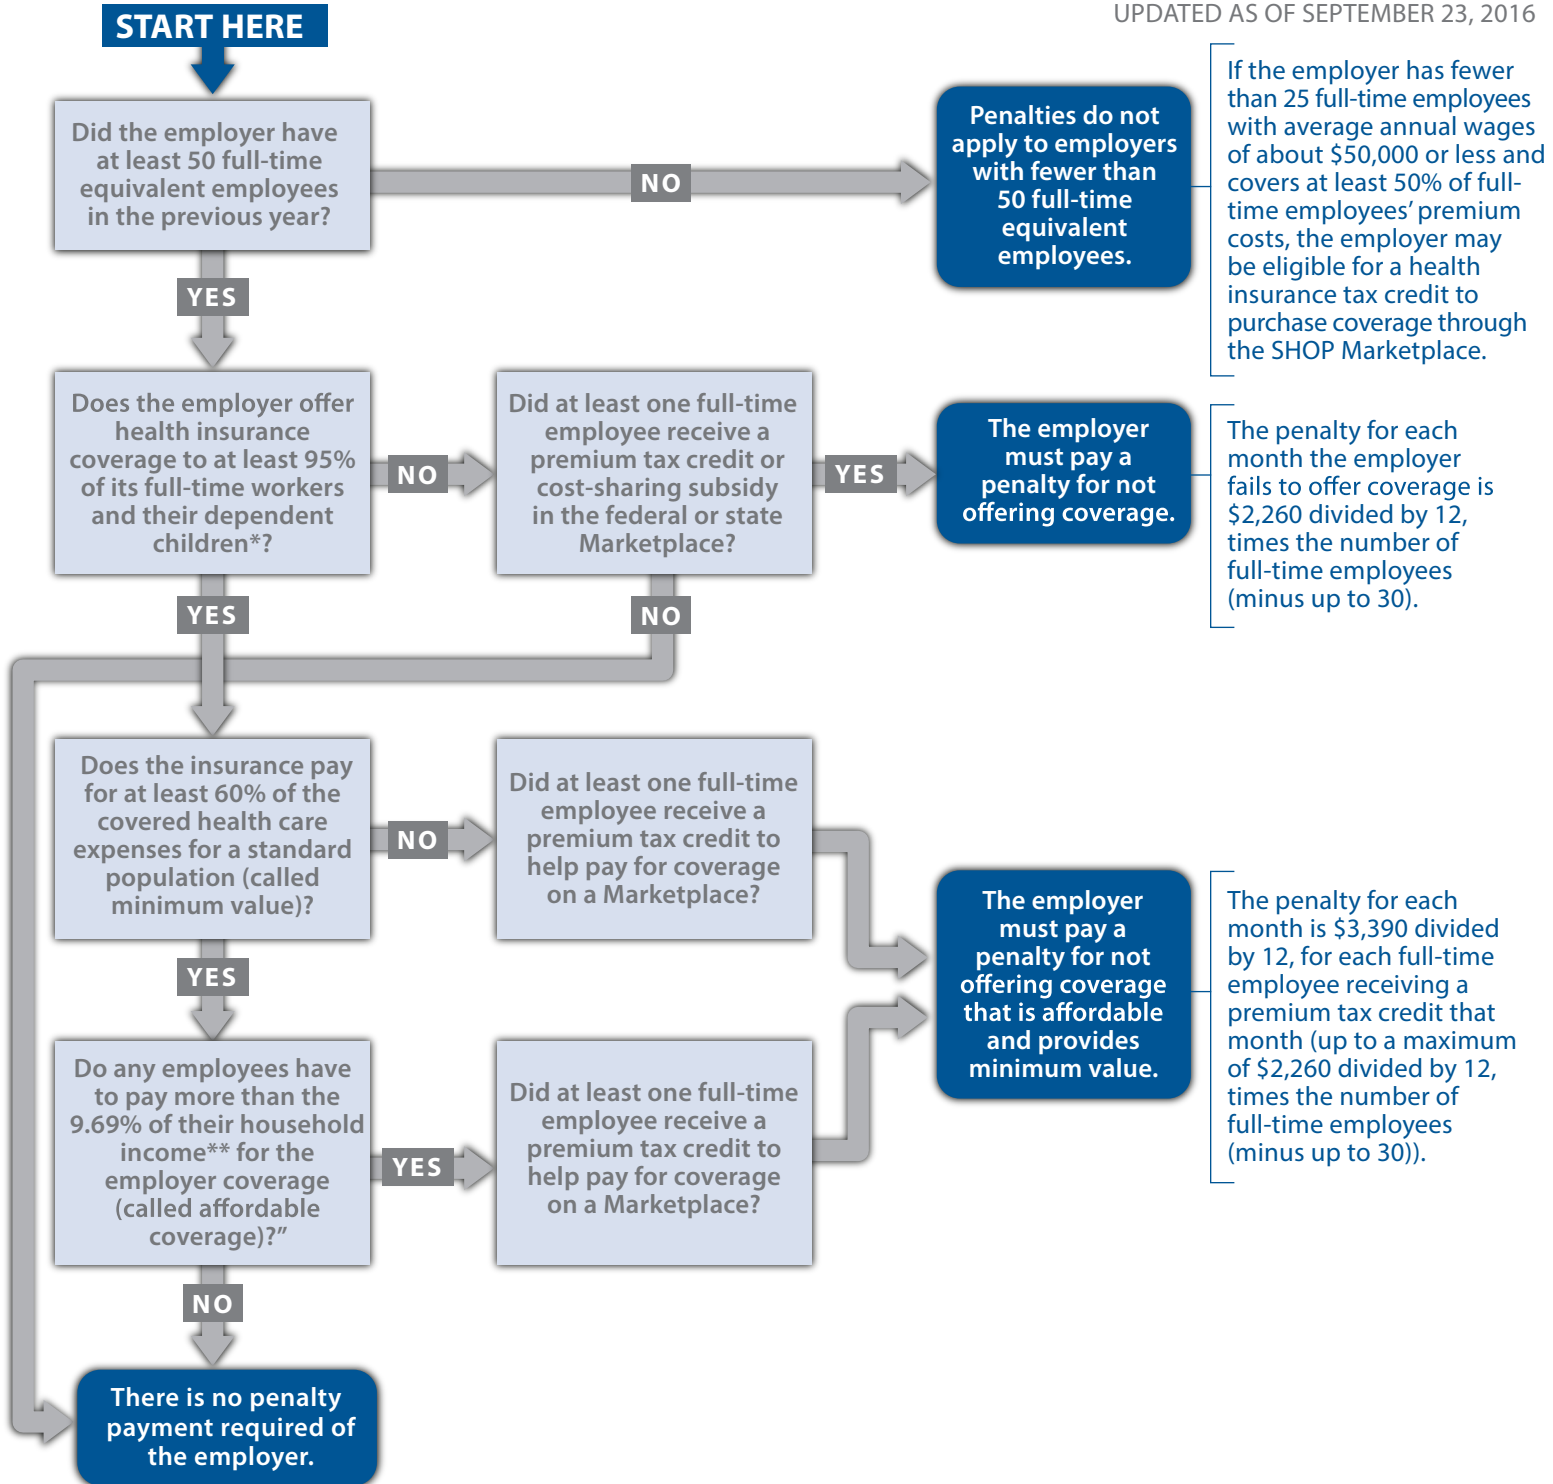 UPDATED AS OF SEPTEMBER 23, 2016
START HERE
Did the employer have
at least 50 full-time
equivalent employees
in the previous year?
NO
Penalties do not
apply to employers
with fewer than
50 full-time
equivalent
employees.
If the employer has fewer
than 25 full-time employees
with average annual wages
of about $50,000 or less and
covers at least 50% of full-
time employees’ premium
costs, the employer may
be eligible for a health
insurance tax credit to
purchase coverage through
the SHOP Marketplace.
YES
Does the employer offer
health insurance
coverage to at least 95%
of its full-time workers
and their dependent
children*?
NO
Did at least one full-time
employee receive a
premium tax credit or
cost-sharing subsidy
in the federal or state
Marketplace?
YES
The employer
must pay a
penalty for not
offering coverage.
The penalty for each
month the employer
fails to offer coverage is
$2,260 divided by 12,
times the number of
full-time employees
(minus up to 30).
YES
NO
Does the insurance pay
for at least 60% of the
covered health care
expenses for a standard
population (called
minimum value)?
NO
Did at least one full-time
employee receive a
premium tax credit to
help pay for coverage
on a Marketplace?
The employer
must pay a
penalty for not
offering coverage
that is affordable
and provides
minimum value.
The penalty for each
month is $3,390 divided
by 12, for each full-time
employee receiving a
premium tax credit that
month (up to a maximum
of $2,260 divided by 12,
times the number of
full-time employees
(minus up to 30)).
YES
Do any employees have
to pay more than the
9.69% of their household
income** for the
employer coverage
(called affordable
coverage)?”
YES
Did at least one full-time
employee receive a
premium tax credit to
help pay for coverage
on a Marketplace?
NO
There is no penalty
payment required of
the employer.